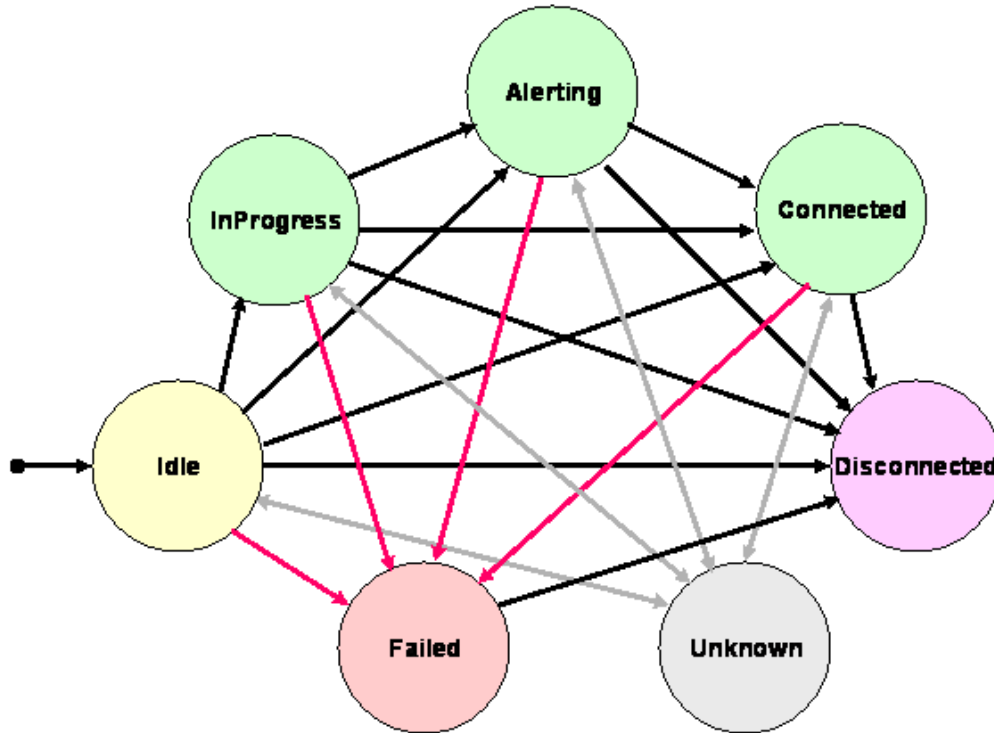 Alerting
InProgress
Connected
Idle
Disconnected
Failed
Unknown